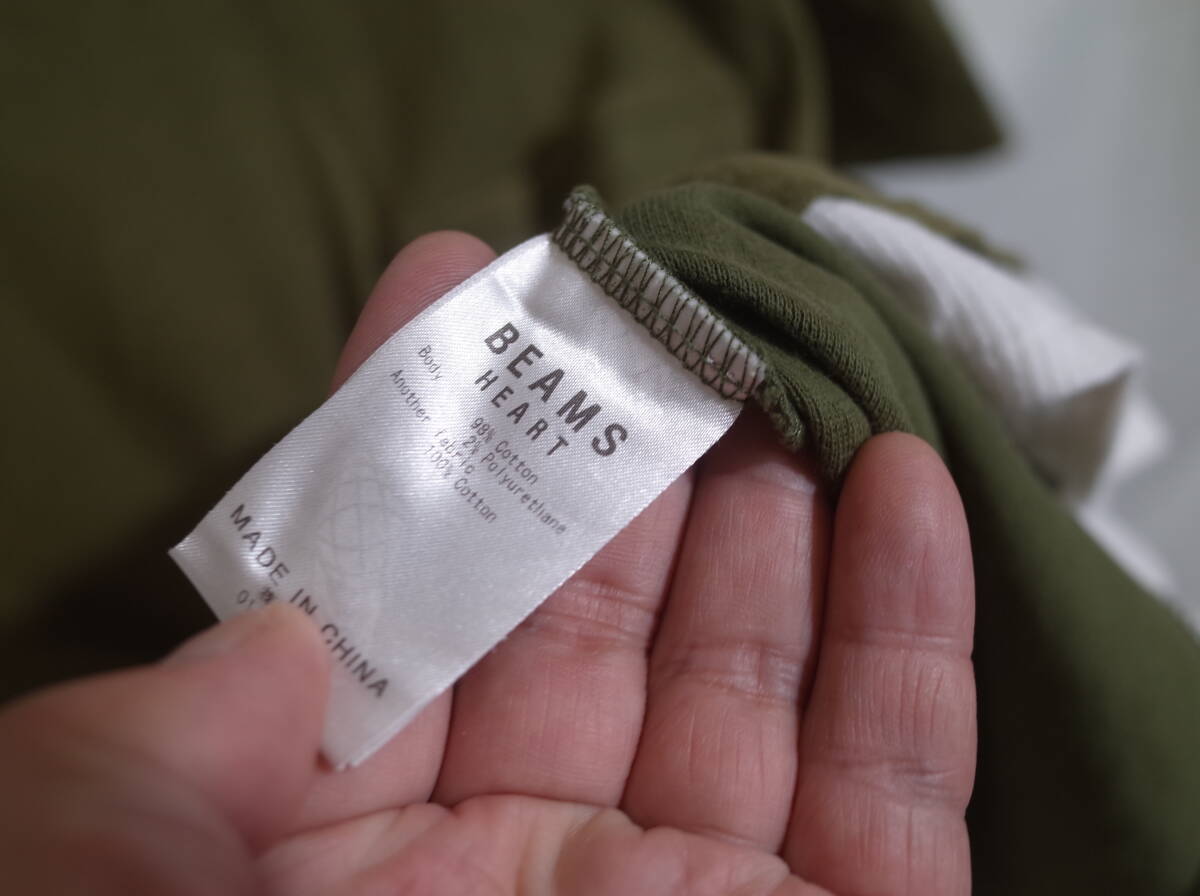 BEAMS
HEART
Body
98% Cotton
2% Polyurethane
Another fabric
100% Cotton
MADE IN CHINA